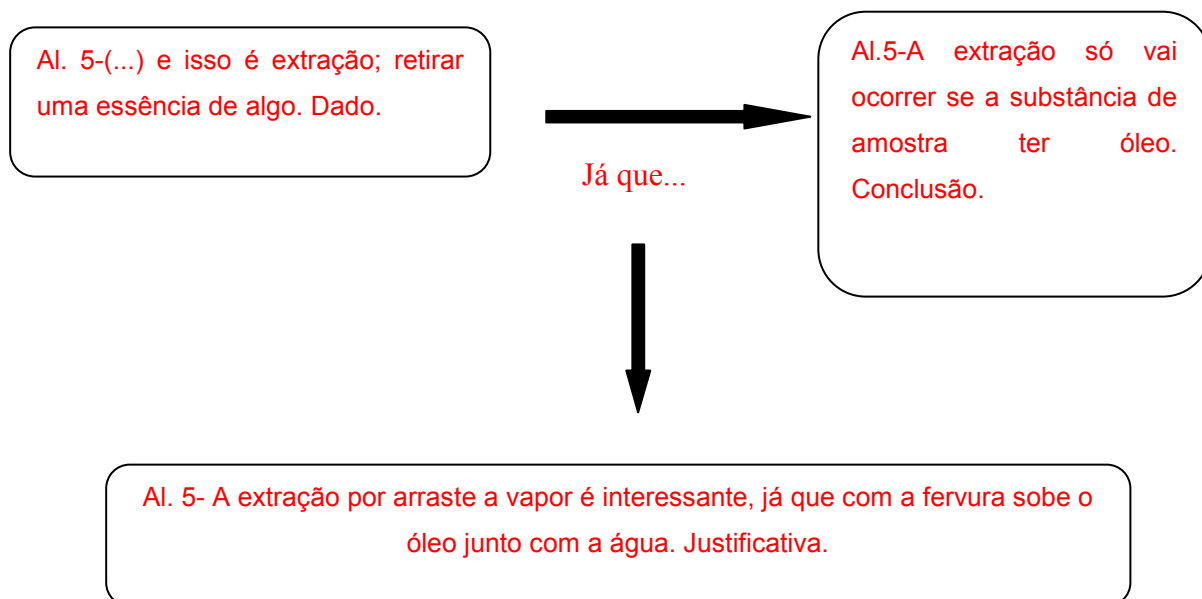 Al. 5-(...) e isso é extração; retirar
uma essência de algo. Dado.
Já que...
Al.5-A extração só vai
ocorrer se a substância de
amostra ter óleo.
Conclusão.
Al. 5- A extração por arraste a vapor é interessante, já que com a fervura sobe o
óleo junto com a água. Justificativa.